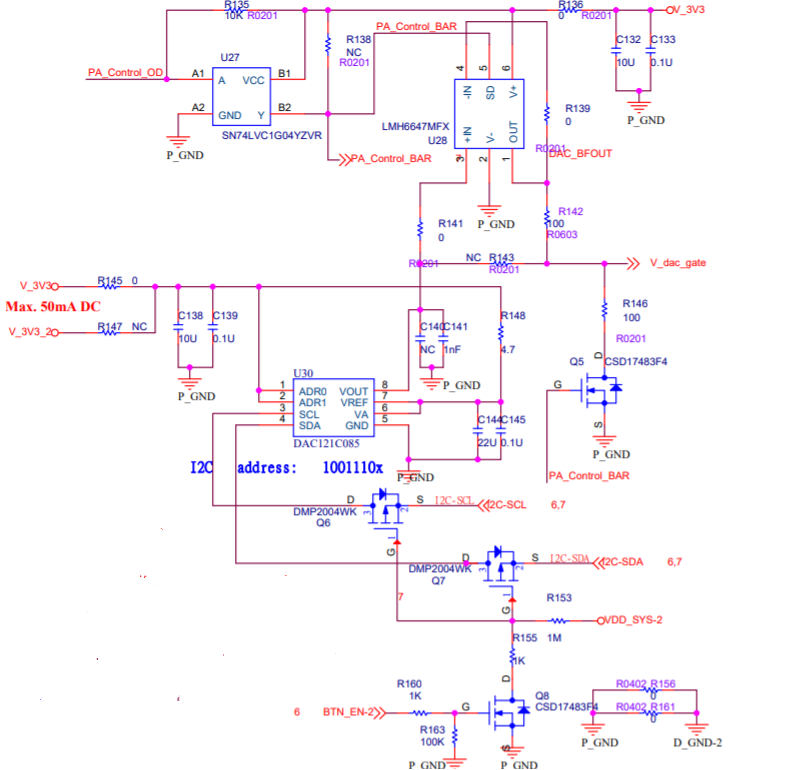 R135
10K R0201
R136
0 R0201
V_3V3
PA_Control_BAR
R138
NC
R0201
C132
10U
C133
0.1U
U27
PA_Control_OD
A1 A VCC B1
A2 GND Y B2
SN74LVC1G04YZVR
P_GND
PA_Control_BAR
4 5 6
-IN SD V+
LMH6647MFX
U28
+IN V- OUT
3 2 1
R139
0
R0201
P_GND
DAC_BFOUT
P_GND
R141
0
R0201
R142
100
R0603
NC R143
R0201
V_dac_gate
V_3V3 R145 0
Max. 50mA DC
V_3V3_2 R147 NC
C138
10U
C139
0.1U
P_GND
C140
NC
C141
1nF
P_GND
R148
4.7
R146
100
R0201
U30
1 ADR0 VOUT 8
2 ADR1 VREF 7
3 SCL VA 6
4 SDA GND 5
DAC121C085
C144
22U
C145
0.1U
P_GND
Q5 D CSD17483F4
G
S
P_GND
PA_Control_BAR
I2C address: 1001110x
D S I2C-SCL I2C-SCL 6,7
3 2
DMP2004WK
Q6
1
G
D S I2C-SDA I2C-SDA 6,7
3 2
DMP2004WK
Q7
1
G
7
R153
1M
VDD_SYS-2
R155
1K
D
Q8
CSD17483F4
R160
1K
6 BTN_EN-2 G
R163
100K
S
P_GND
P_GND
R0402 R156
0
R0402 R161
0
P_GND
D_GND-2